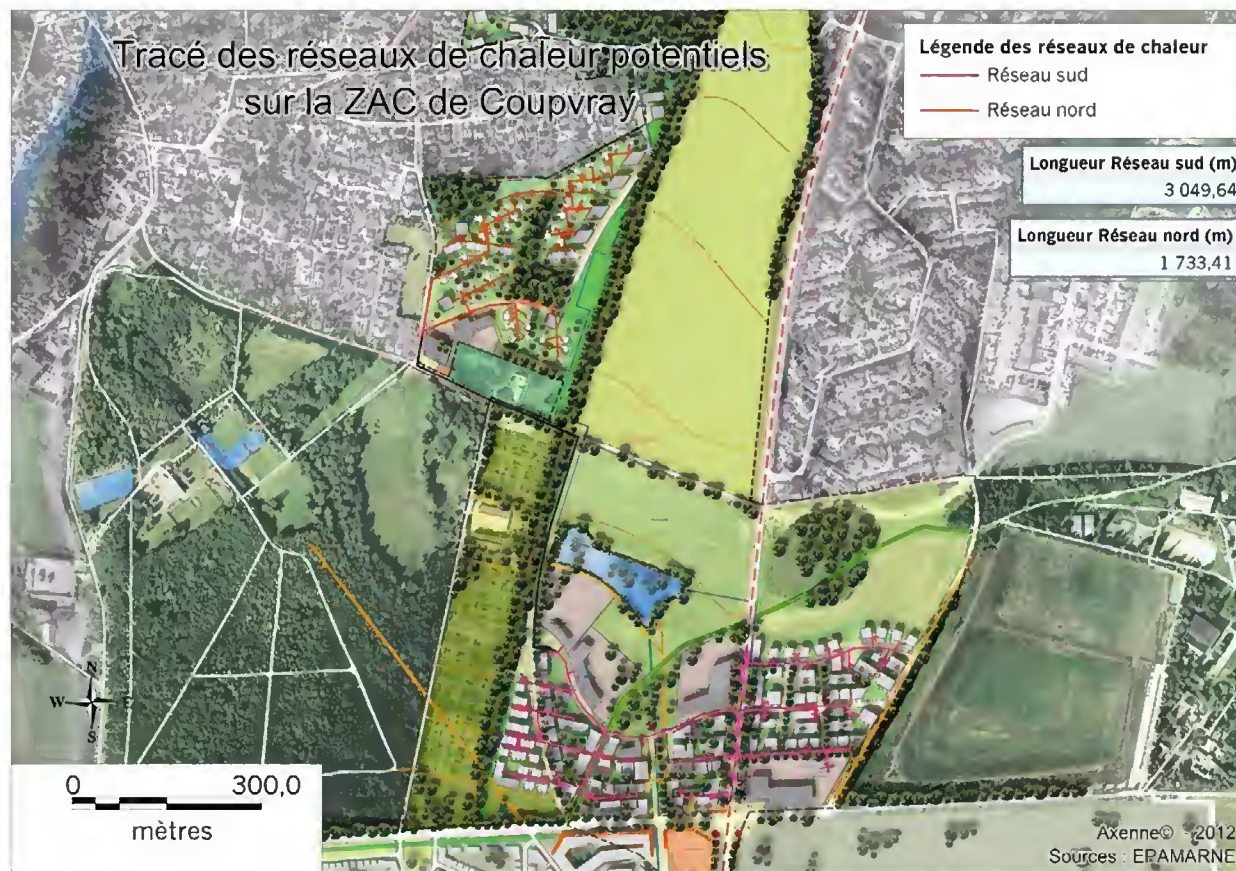 Tracé des réseaux de chaleur potentiels
sur la ZAC de Coupvray
Légende des réseaux de chaleur
Réseau sud
Réseau nord
Longueur Réseau sud (m)
3 049,64
Longueur Réseau nord (m)
1 733,41
N
W
E
S
0
300,0
mètres
Axenne© 2012
Sources : EPAMARNE